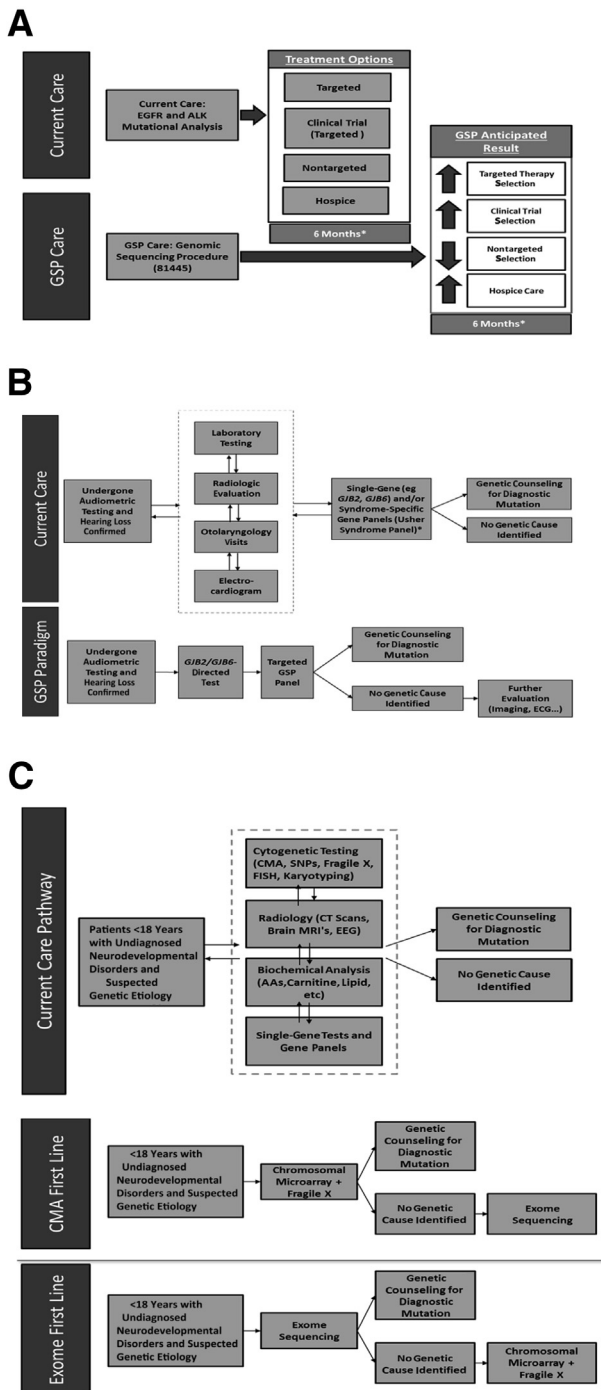 A
Current Care
Current Care:
EGFR and ALK
Mutational Analysis
Treatment Options
Targeted
Clinical Trial
(Targeted )
Nontargeted
Hospice
6 Months*
GSP Anticipated
Result
Targeted Therapy
Selection
Clinical Trial
Selection
Nontargeted
Selection
Hospice Care
6 Months*
GSP Care
GSP Care: Genomic
Sequencing Procedure
(81445)
B
Current Care
Undergone
Audiometric
Testing and
Hearing Loss
Confirmed
Laboratory
Testing
Radiologic
Evaluation
Otolaryngology
Visits
Electro-
cardiogram
Single-Gene (eg
GJB2, GJB6) and/or
Syndrome-Specific
Gene Panels (Usher
Syndrome Panel)*
Genetic Counseling
for Diagnostic
Mutation
No Genetic Cause
Identified
GSP Paradigm
Undergone
Audiometric
Testing and
Hearing Loss
Confirmed
GJB2/GJB6-
Directed
Test
Targeted
GSP
Panel
Genetic Counseling
for Diagnostic
Mutation
No Genetic Cause
Identified
Further
Evaluation
(Imaging, ECG...)
C
Current Care Pathway
Patients <18 Years
with Undiagnosed
Neurodevelopmental
Disorders and
Suspected
Genetic Etiology
Cytogenetic Testing
(CMA, SNPs, Fragile X,
FISH, Karyotyping)
Radiology (CT Scans,
Brain MRI's, EEG)
Biochemical Analysis
(AAs,Carnitine, Lipid,
etc)
Single-Gene Tests and
Gene Panels
Genetic Counseling
for Diagnostic
Mutation
No Genetic Cause
Identified
CMA First Line
<18 Years with
Undiagnosed
Neurodevelopmental
Disorders and Suspected
Genetic Etiology
Chromosomal
Microarray +
Fragile X
Genetic
Counseling for
Diagnostic
Mutation
No Genetic
Cause Identified
Exome
Sequencing
Exome First Line
<18 Years with
Undiagnosed
Neurodevelopmental
Disorders and Suspected
Genetic Etiology
Exome
Sequencing
Genetic
Counseling for
Diagnostic
Mutation
No Genetic
Cause Identified
Chromosomal
Microarray +
Fragile X